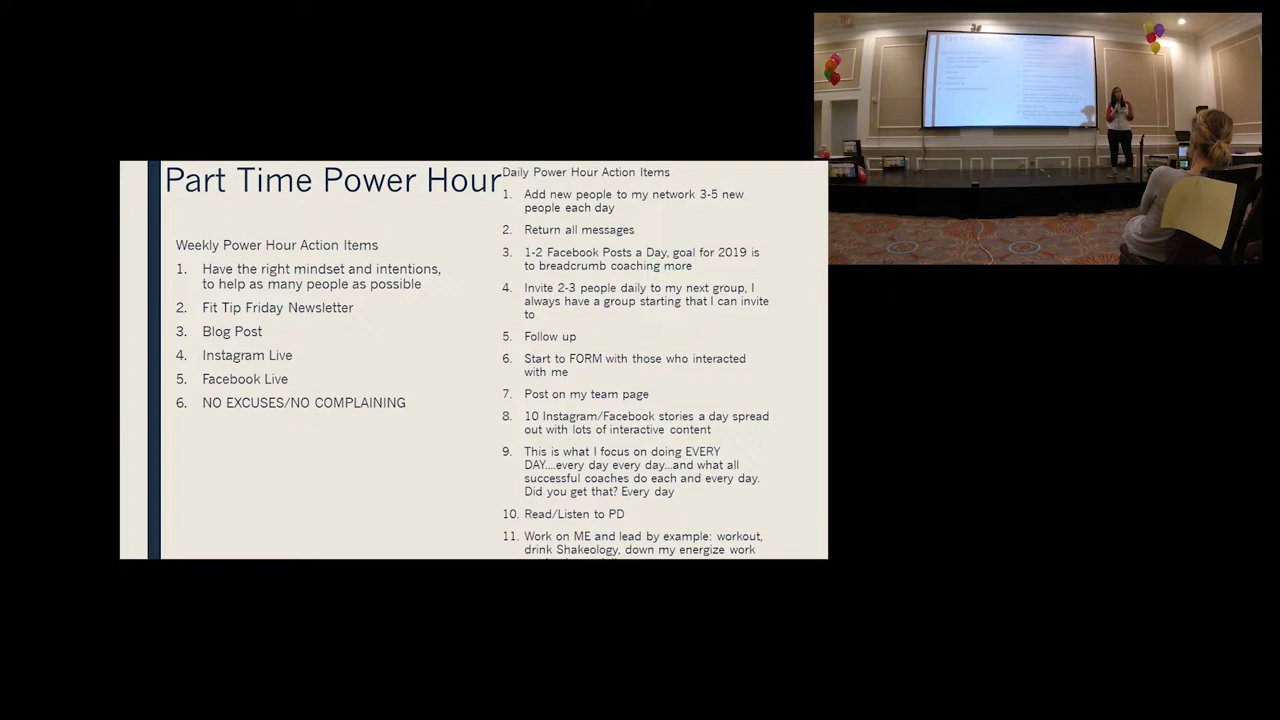 Part Time Power Hour
Weekly Power Hour Action Items
1. Have the right mindset and intentions,
to help as many people as possible
2. Fit Tip Friday Newsletter
3. Blog Post
4. Instagram Live
5. Facebook Live
6. NO EXCUSES/NO COMPLAINING
Daily Power Hour Action Items
1. Add new people to my network 3-5 new
people each day
2. Return all messages
3. 1-2 Facebook Posts a Day, goal for 2019 is
to breadcrumb coaching more
4. Invite 2-3 people daily to my next group, I
always have a group starting that I can invite
to
5. Follow up
6. Start to FORM with those who interacted
with me
7. Post on my team page
8. 10 Instagram/Facebook stories a day spread
out with lots of interactive content
9. This is what I focus on doing EVERY
DAY....every day every day...and what all
successful coaches do each and every day.
Did you get that? Every day
10. Read/Listen to PD
11. Work on ME and lead by example: workout,
drink Shakeology, down my energize work